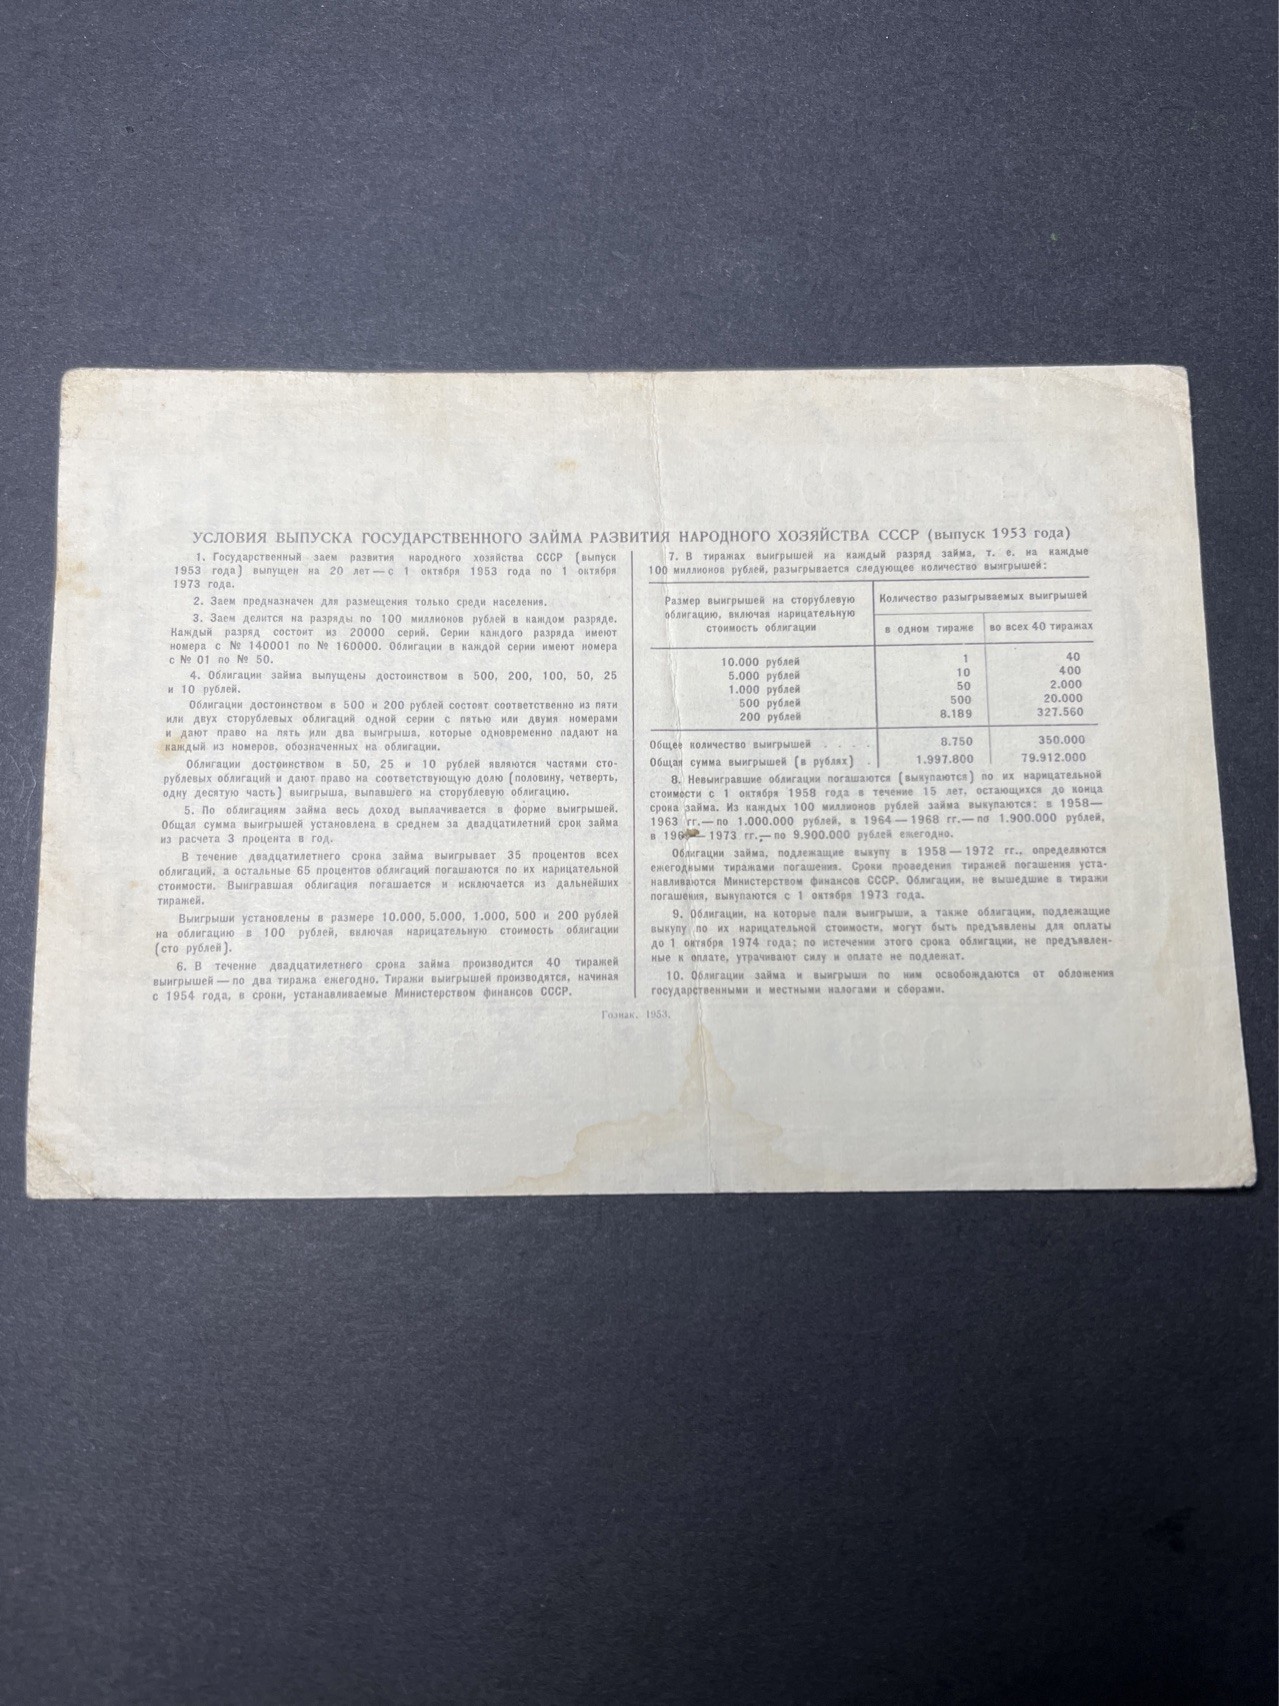 УСЛОВИЯ ВЫПУСКА ГОСУДАРСТВЕННОГО ЗАЙМА РАЗВИТИЯ НАРОДНОГО ХОЗЯЙСТВА СССР (выпуск 1953 года)
1. Государственный заем развития народного хозяйства СССР (выпуск
1953 года) выпущен на 20 лет — с 1 октября 1953 года по 1 октября
1973 года.
2. Заем предназначен для размещения только среди населения.
3. Заем делится на разряды по 100 миллионов рублей в каждом разряде.
Каждый разряд состоит из 20000 серий. Серии каждого разряда имеют
номера с № 140001 по № 160000. Облигации в каждой серии имеют номера
с № 01 по № 50.
4. Облигации займа выпущены достоинством в 500, 200, 100, 50, 25
и 10 рублей.
Облигации достоинством в 500 и 200 рублей состоят соответственно из пяти
или двух сторублевых облигаций одной серии с пятью или двумя номерами
и дают право на пять или два выигрыша, которые одновременно падают на
каждый из номеров, обозначенных на облигации.
Облигации достоинством в 50, 25 и 10 рублей являются частями сто-
рублевых облигаций и дают право на соответствующую долю (половину, четверть,
одну десятую часть) выигрыша, выпавшего на сторублевую облигацию.
5. По облигациям займа весь доход выплачивается в форме выигрышей.
Общая сумма выигрышей установлена в среднем за двадцатилетний срок займа
из расчета 3 процента в год.
В течение двадцатилетнего срока займа выигрывает 35 процентов всех
облигаций, а остальные 65 процентов облигаций погашаются по их нарицательной
стоимости. Выигравшая облигация погашается и исключается из дальнейших
тиражей.
Выигрыши установлены в размере 10.000, 5.000, 1.000, 500 и 200 рублей
на облигацию в 100 рублей, включая нарицательную стоимость облигации
(сто рублей).
6. В течение двадцатилетнего срока займа производится 40 тиражей
выигрышей — по два тиража ежегодно. Тиражи выигрышей производятся, начиная
с 1954 года, в сроки, устанавливаемые Министерством финансов СССР.
7. В тиражах выигрышей на каждый разряд займа, т. е. на каждые
100 миллионов рублей, разыгрывается следующее количество выигрышей:
Размер выигрышей на сторублевую облигацию, включая нарицательную стоимость облигации
Количество разыгрываемых выигрышей
в одном тираже во всех 40 тиражах
10.000 рублей 1 40
5.000 рублей 10 400
1.000 рублей 50 2.000
500 рублей 500 20.000
200 рублей 8.189 327.560
Общее количество выигрышей . . . . 8.750 350.000
Общая сумма выигрышей (в рублях) . 1.997.800 79.912.000
8. Невыигравшие облигации погашаются (выкупаются) по их нарицательной
стоимости с 1 октября 1958 года в течение 15 лет, остающихся до конца
срока займа. Из каждых 100 миллионов рублей займа выкупаются: в 1958—
1963 гг.— по 1.000.000 рублей, в 1964 — 1968 гг.— по 1.900.000 рублей,
в 196 — 1973 гг.— по 9.900.000 рублей ежегодно.
Облигации займа, подлежащие выкупу в 1958 — 1972 гг., определяются
ежегодными тиражами погашения. Сроки проведения тиражей погашения уста-
навливаются Министерством финансов СССР. Облигации, не вышедшие в тиражи
погашения, выкупаются с 1 октября 1973 года.
9. Облигации, на которые пали выигрыши, а также облигации, подлежащие
выкупу по их нарицательной стоимости, могут быть предъявлены для оплаты
до 1 октября 1974 года; по истечении этого срока облигации, не предъявлен-
ные к оплате, утрачивают силу и оплате не подлежат.
10. Облигации займа и выигрыши по ним освобождаются от обложения
государственными и местными налогами и сборами.
Гознак. 1953.